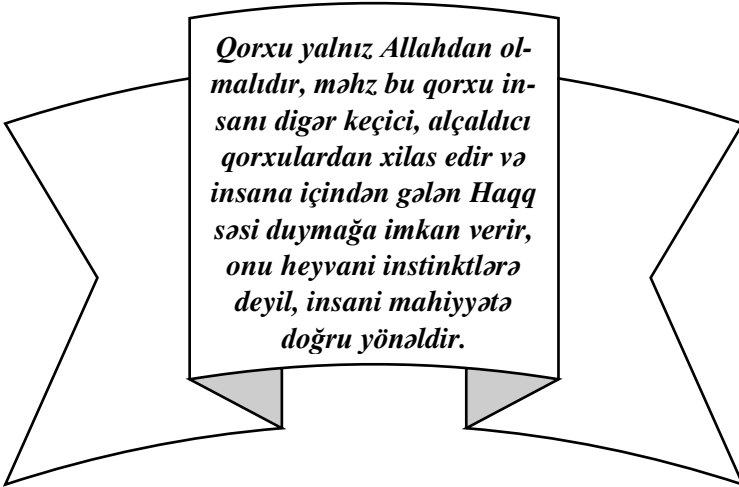 Qorxu yalnız Allahdan ol-
malıdır, məhz bu qorxu in-
sanı digər keçici, alçaldıcı
qorxulardan xilas edir və
insana içindən gələn Haqq
səsi duymağa imkan verir,
onu heyvani instinktlərə
deyil, insani mahiyyətə
doğru yönəldir.